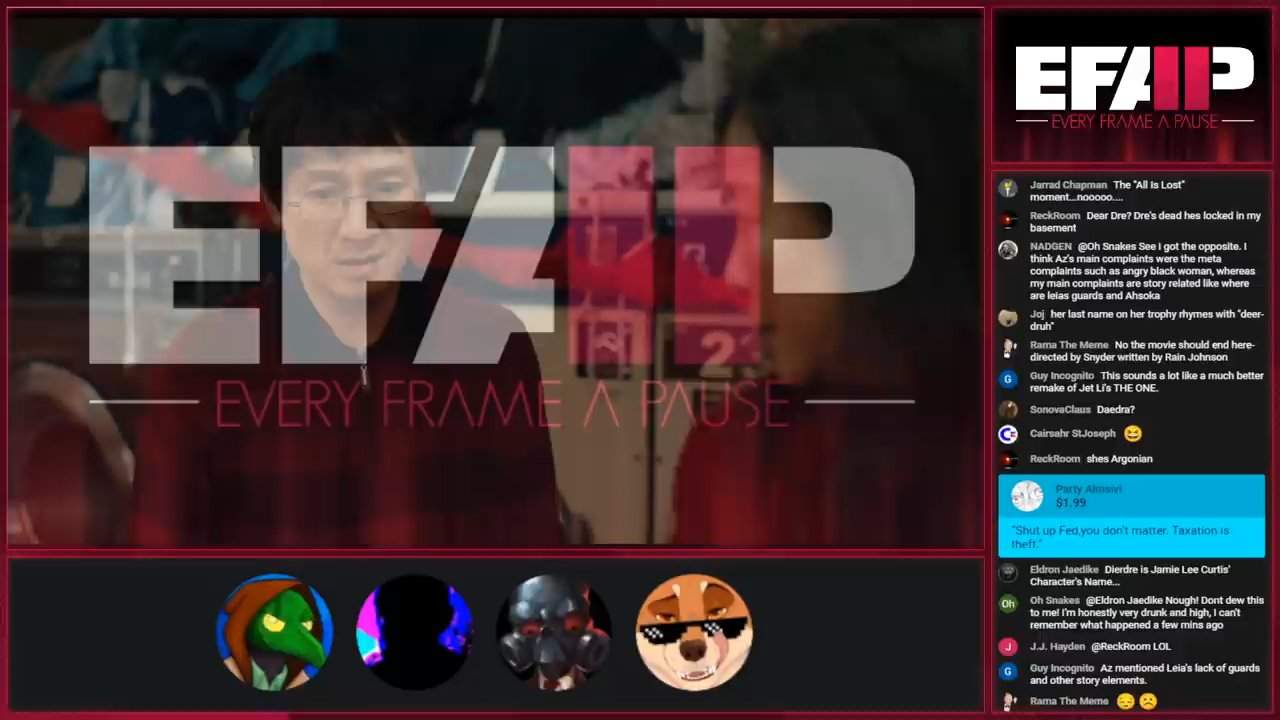 EFAP
EVERY FRAME A PAUSE
2
EFAP
EVERY FRAME A PAUSE
Jarrad Chapman The "All Is Lost"
moment...nooooo....
ReckRoom Dear Dre? Dre's dead hes locked in my
basement
NADGEN @Oh Snakes See I got the opposite. I
think Az's main complaints were the meta
complaints such as angry black woman, whereas
my main complaints are story related like where
are leias guards and Ahsoka
Joj her last name on her trophy rhymes with "deer-
druh"
Rama The Meme No the movie should end here-
directed by Snyder written by Rain Johnson
G Guy Incognito This sounds a lot like a much better
remake of Jet Li's THE ONE.
SonovaClaus Daedra?
Cairsahr StJoseph 😆
ReckRoom shes Argonian
Party Almsivi
$1.99
"Shut up Fed,you don't matter. Taxation is
theft."
Eldron Jaedike Dierdre is Jamie Lee Curtis'
Character's Name...
Oh Oh Snakes @Eldron Jaedike Nough! Dont dew this
to me! I'm honestly very drunk and high, I can't
remember what happened a few mins ago
J J.J. Hayden @ReckRoom LOL
G Guy Incognito Az mentioned Leia's lack of guards
and other story elements.
Rama The Meme 😔 ☹️